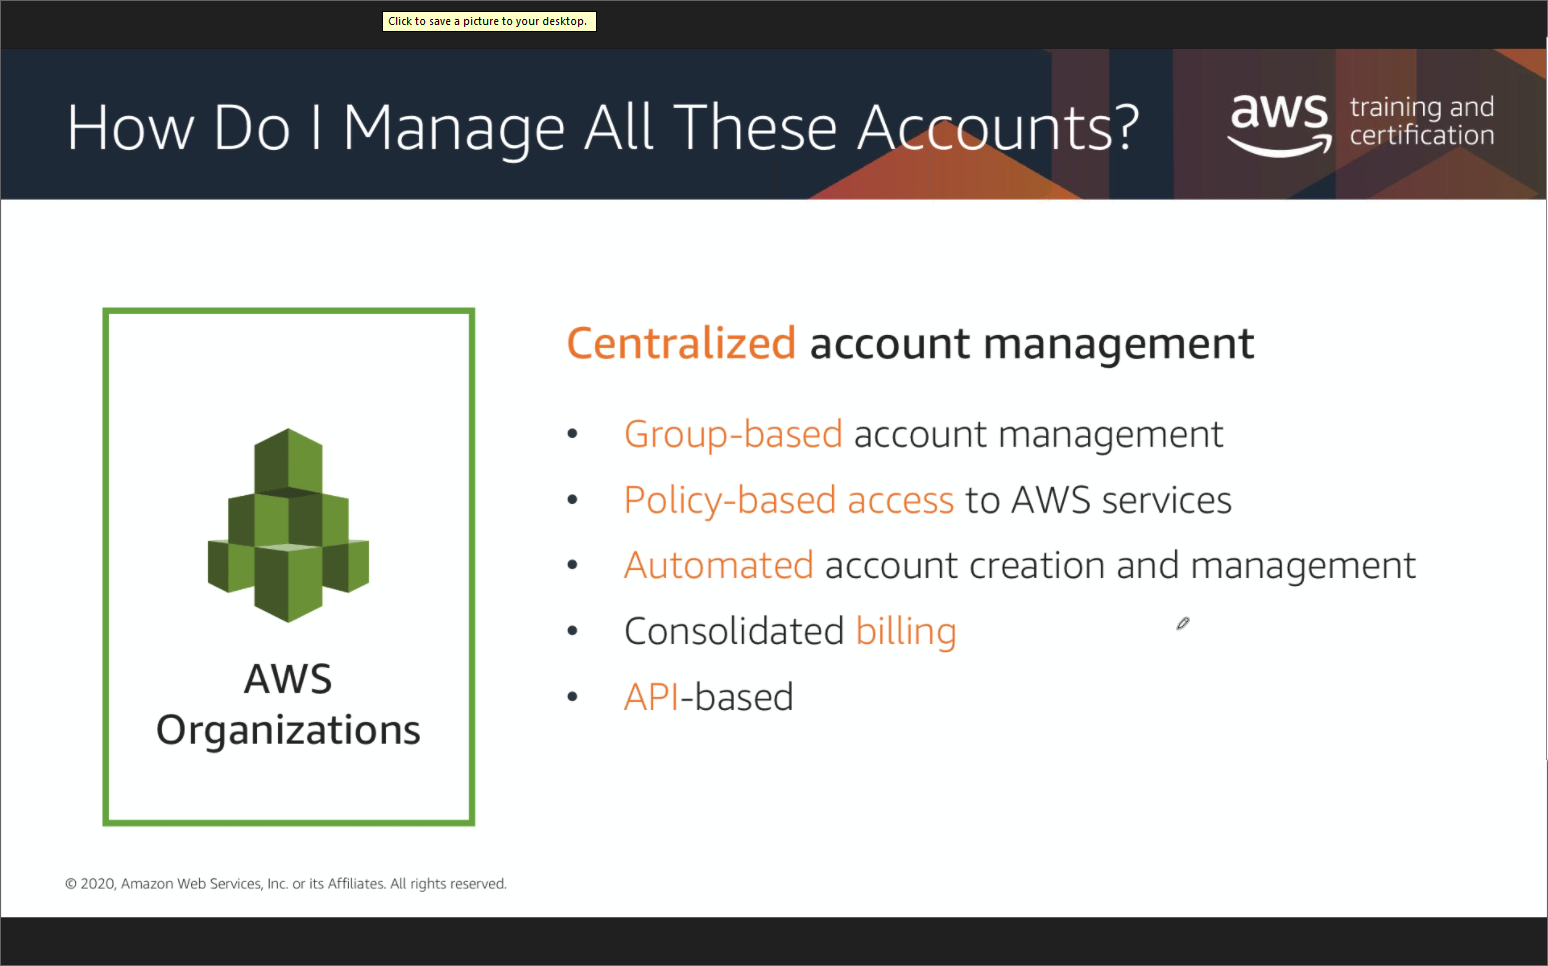 Click to save a picture to your desktop.
How Do I Manage All These Accounts?
aws training and
certification
Centralized account management
• Group-based account management
• Policy-based access to AWS services
• Automated account creation and management
• Consolidated billing
• API-based
AWS
Organizations
© 2020, Amazon Web Services, Inc. or its Affiliates. All rights reserved.